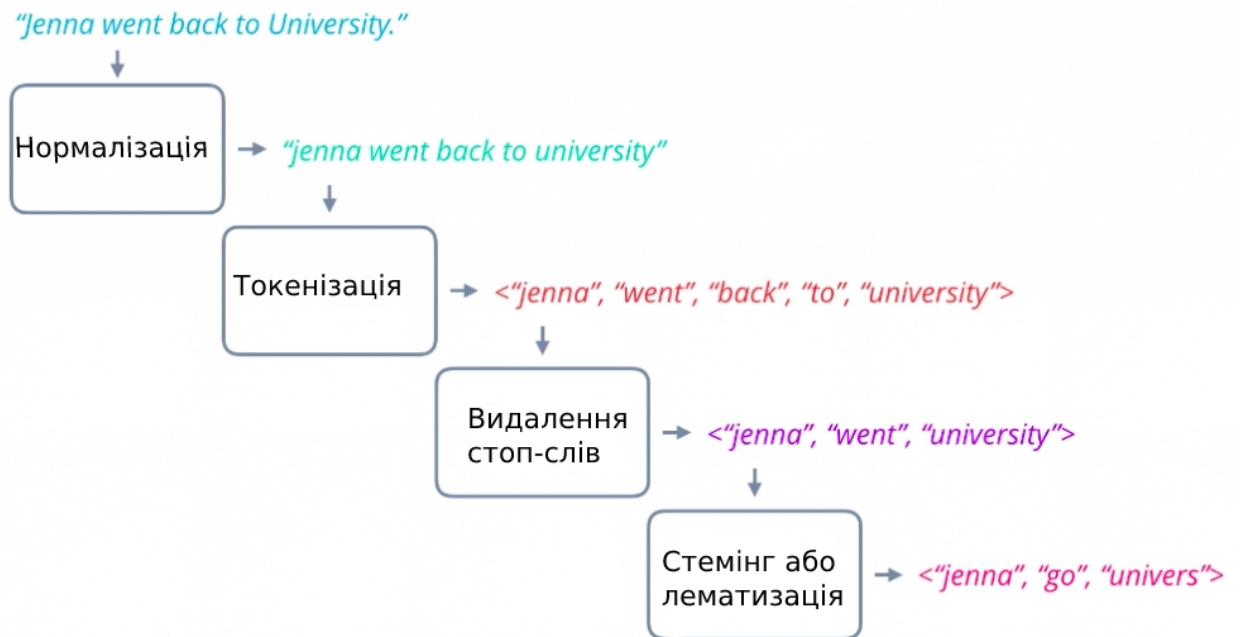 “Jenna went back to University.”
Нормалізація
“jenna went back to university”
Токенізація
<“jenna”, “went”, “back”, “to”, “university”>
Видалення
стоп-слів
<“jenna”, “went”, “university”>
Стемінг або
лематизація
<“jenna”, “go”, “univers”>